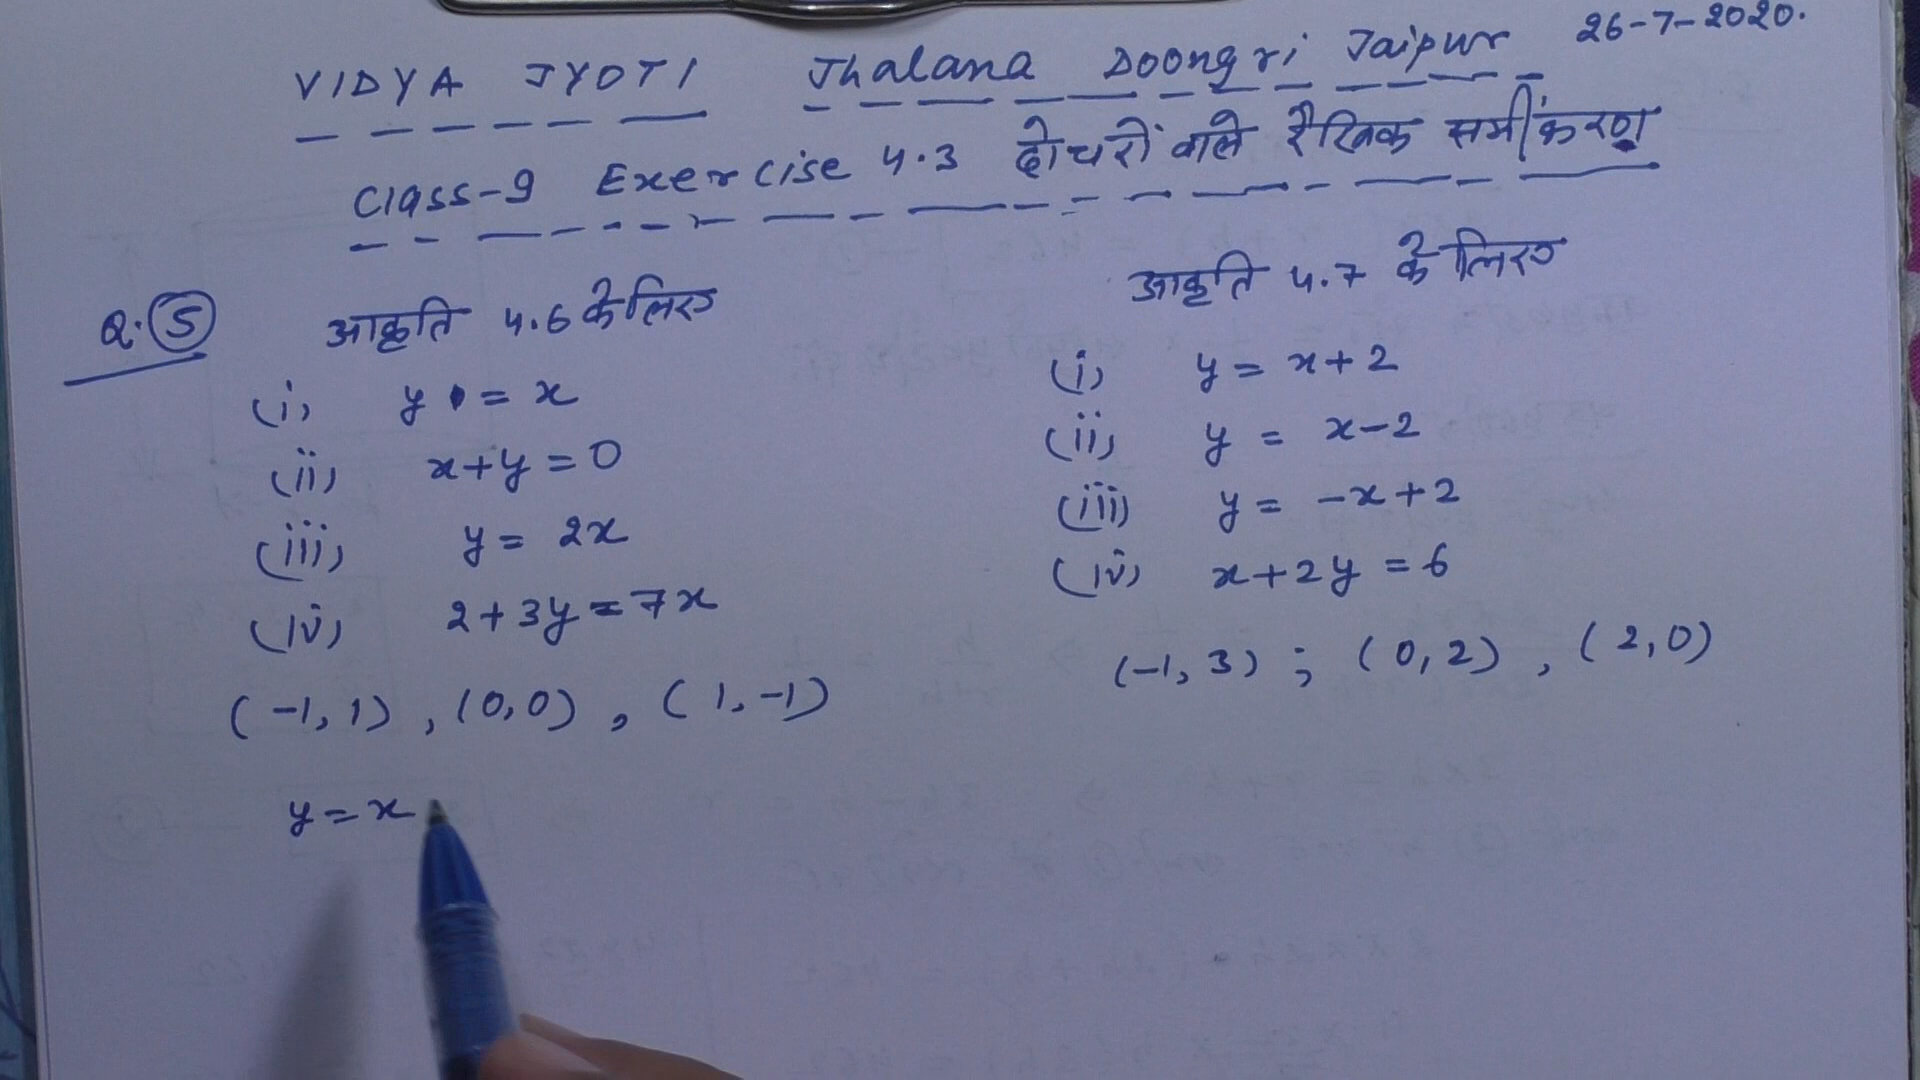 VIDYA JYOTI Jhalana Doongri Jaipur 26-7-2020.
Class-9 Exercise 4.3 दो चरों वाले रैखिक समीकरण
Q.5 आकृति 4.6 के लिए
(i) y = x
(ii) x+y = 0
(iii) y = 2x
(iv) 2+3y = 7x
(-1, 1), (0,0), (1,-1)
y = x
आकृति 4.7 के लिए
(i) y = x+2
(ii) y = x-2
(iii) y = -x+2
(iv) x+2y = 6
(-1, 3) ; (0,2), (2,0)